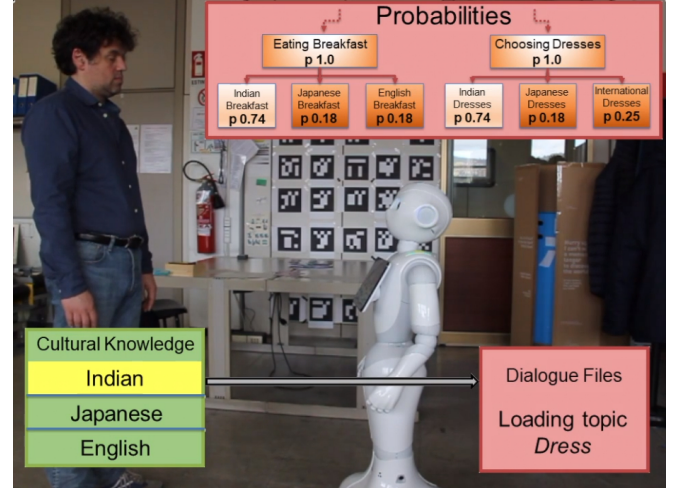 Probabilities
Eating Breakfast
p 1.0
Choosing Dresses
p 1.0
Indian
Breakfast
p 0.74
Japanese
Breakfast
p 0.18
English
Breakfast
p 0.18
Indian
Dresses
p 0.74
Japanese
Dresses
p 0.18
International
Dresses
p 0.25
Cultural Knowledge
Indian
Japanese
English
Dialogue Files
Loading topic
Dress